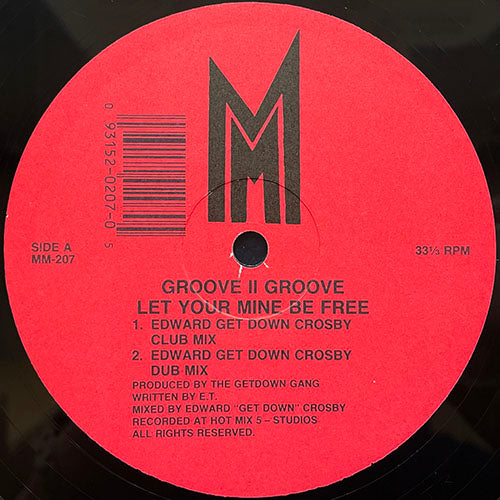 MM
0 93152-0207-0 5
SIDE A
MM-207
33⅓ RPM
GROOVE II GROOVE
LET YOUR MINE BE FREE
1. EDWARD GET DOWN CROSBY
CLUB MIX
2. EDWARD GET DOWN CROSBY
DUB MIX
PRODUCED BY THE GETDOWN GANG
WRITTEN BY E.T.
MIXED BY EDWARD "GET DOWN" CROSBY
RECORDED AT HOT MIX 5 – STUDIOS
ALL RIGHTS RESERVED.